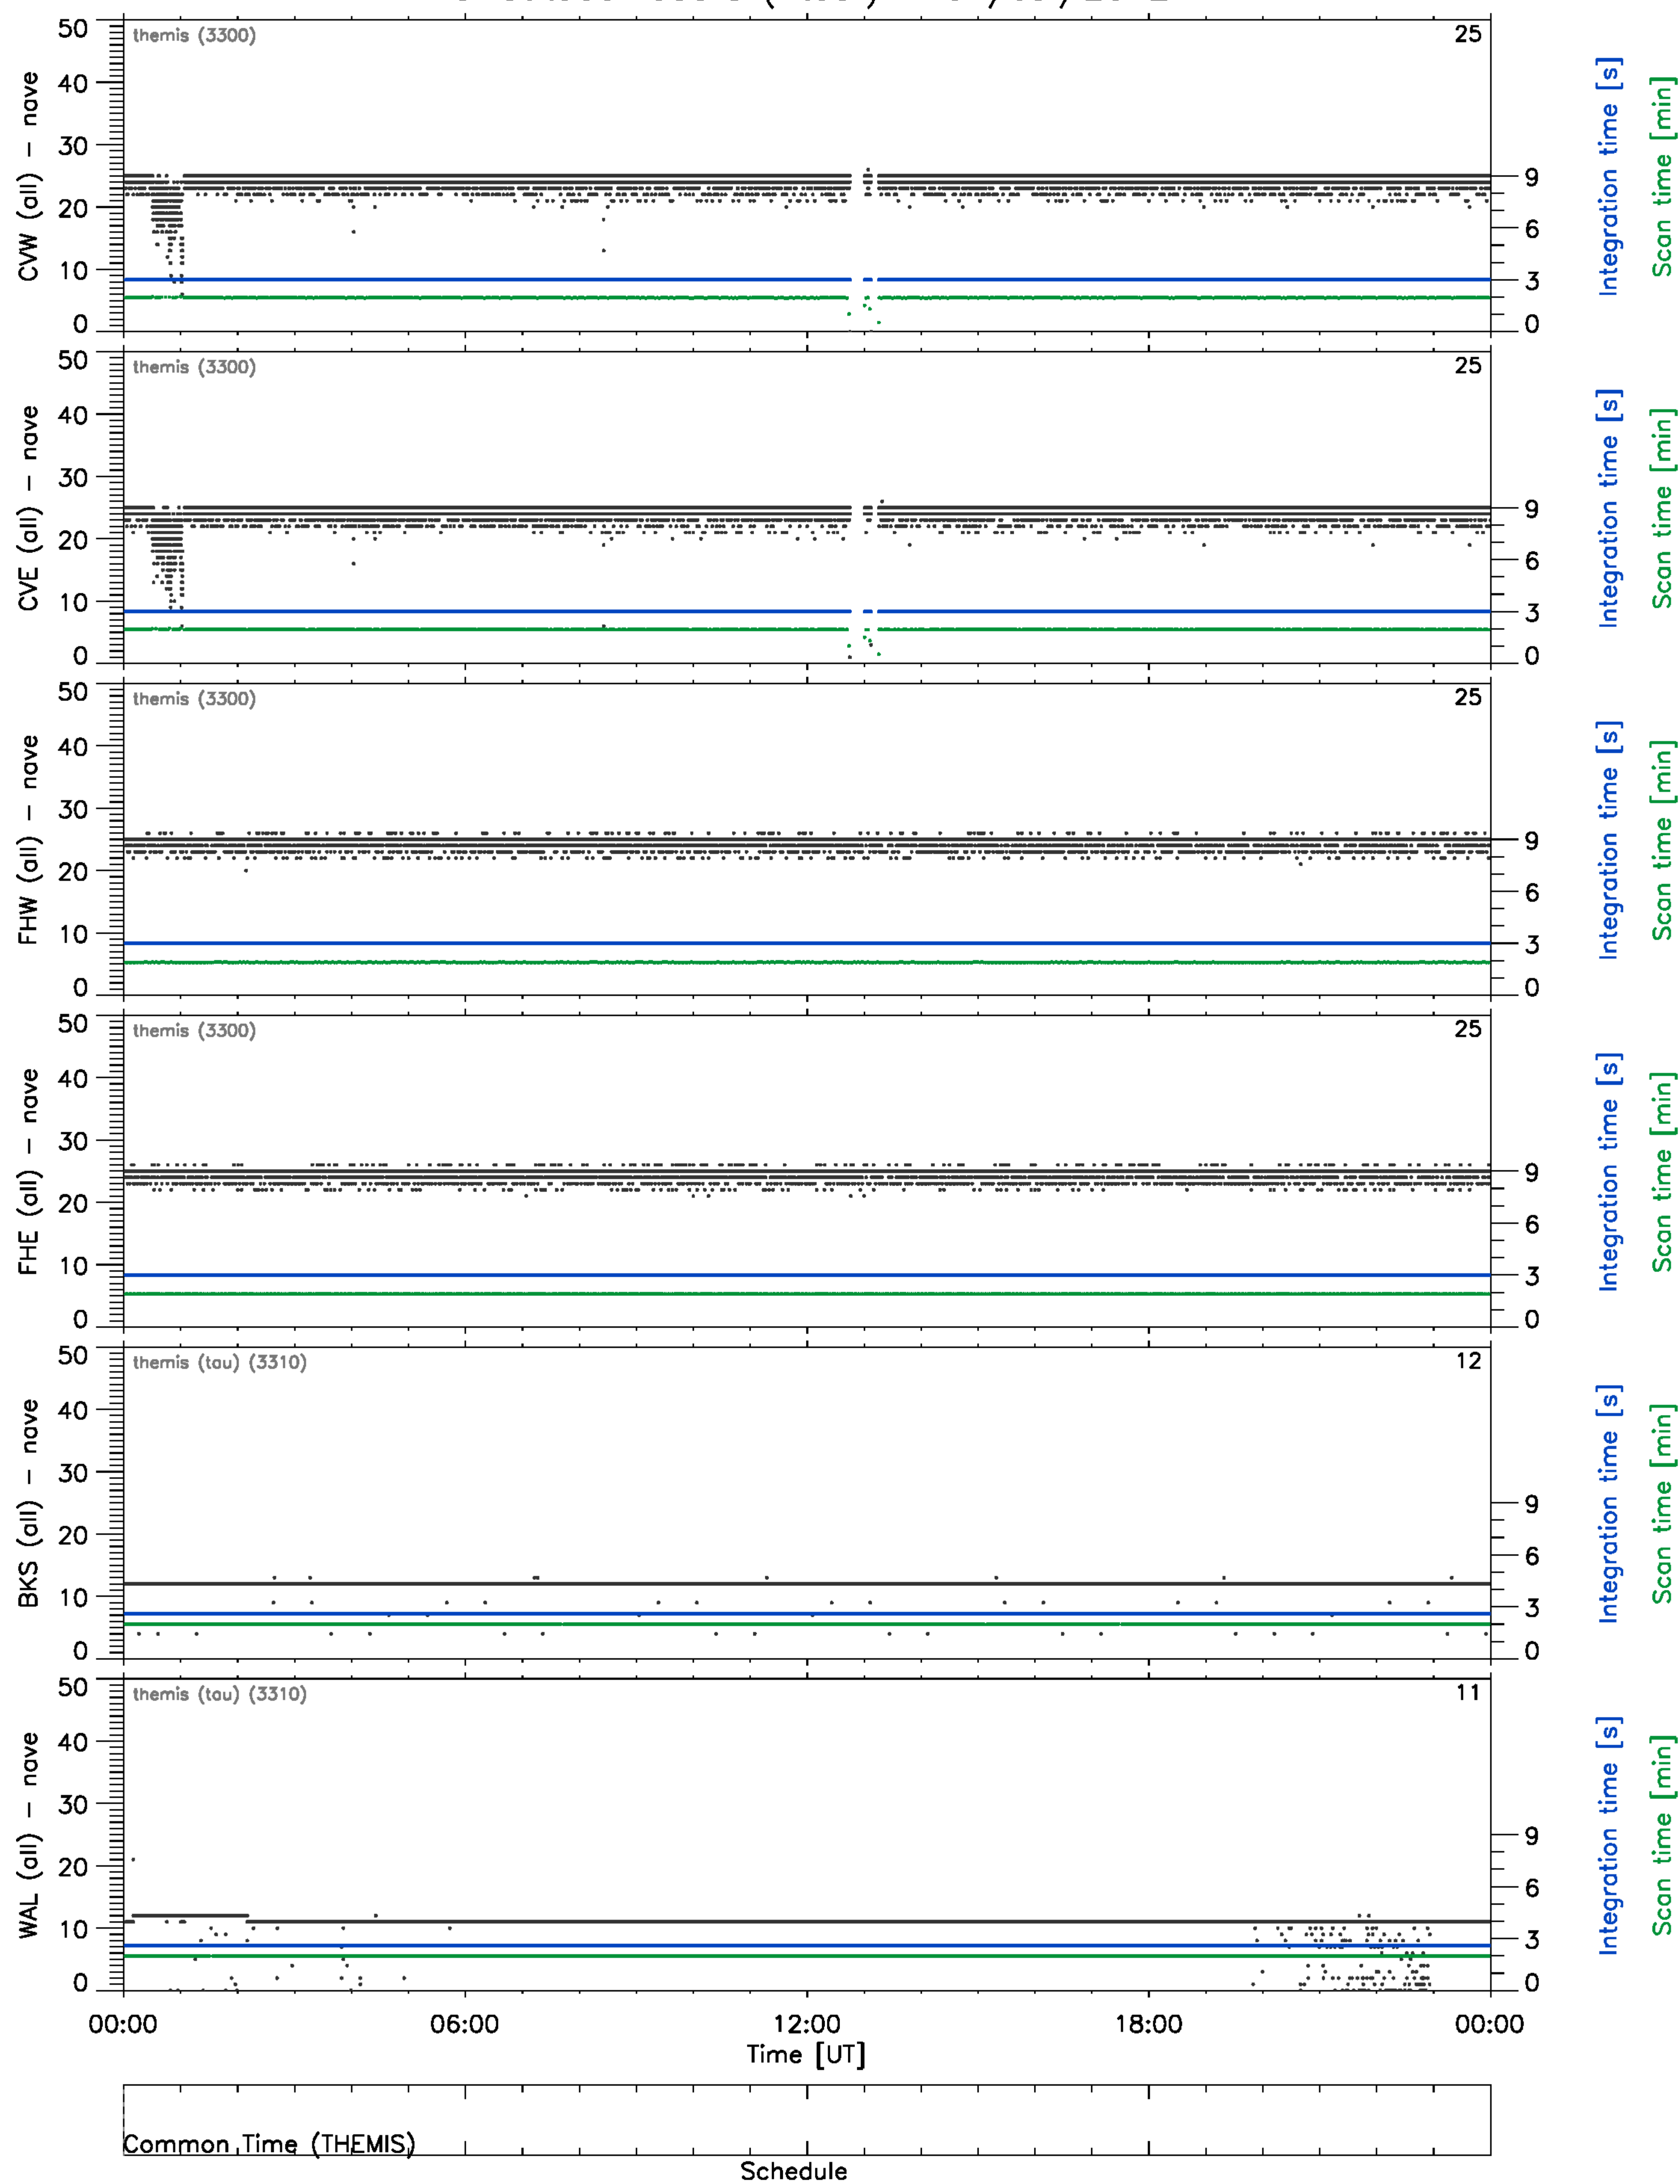 themis (3300)
25
50
40
30
20
10
0
9
6
3
0
CVW (all) – nave
Integration time [s]
Scan time [min]
themis (3300)
25
50
40
30
20
10
0
9
6
3
0
CVE (all) – nave
Integration time [s]
Scan time [min]
themis (3300)
25
50
40
30
20
10
0
9
6
3
0
FHW (all) – nave
Integration time [s]
Scan time [min]
themis (3300)
25
50
40
30
20
10
0
9
6
3
0
FHE (all) – nave
Integration time [s]
Scan time [min]
themis (tau) (3310)
12
50
40
30
20
10
0
9
6
3
0
BKS (all) – nave
Integration time [s]
Scan time [min]
themis (tau) (3310)
11
50
40
30
20
10
0
9
6
3
0
WAL (all) – nave
Integration time [s]
Scan time [min]
00:00 06:00 12:00 18:00 00:00
Time [UT]
Common Time (THEMIS)
Schedule